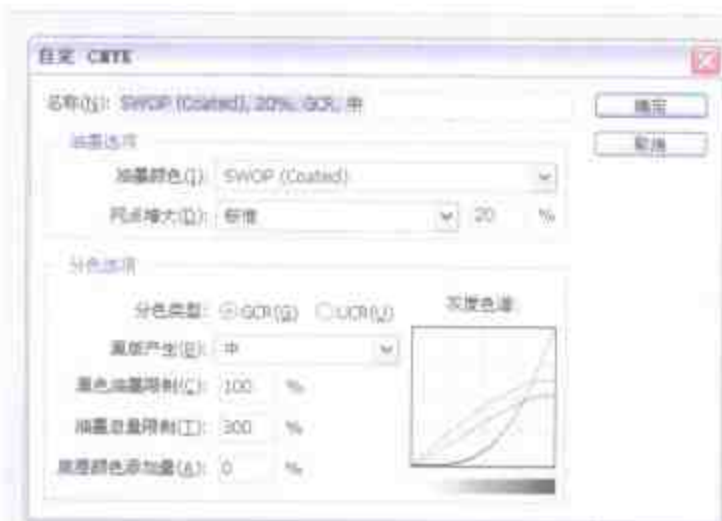 自定 CMYK
名称(N): SWOP (Coated), 20%, GCR, 中
确定
油墨选项
取消
油墨颜色(I): SWOP (Coated)
网点增大(D): 标准 20 %
分色选项
分色类型: GCR(G) UCR(U)
灰度色谱:
黑版产生(E): 中
黑色油墨限制(C): 100 %
油墨总量限制(T): 300 %
底层颜色添加量(A): 0 %